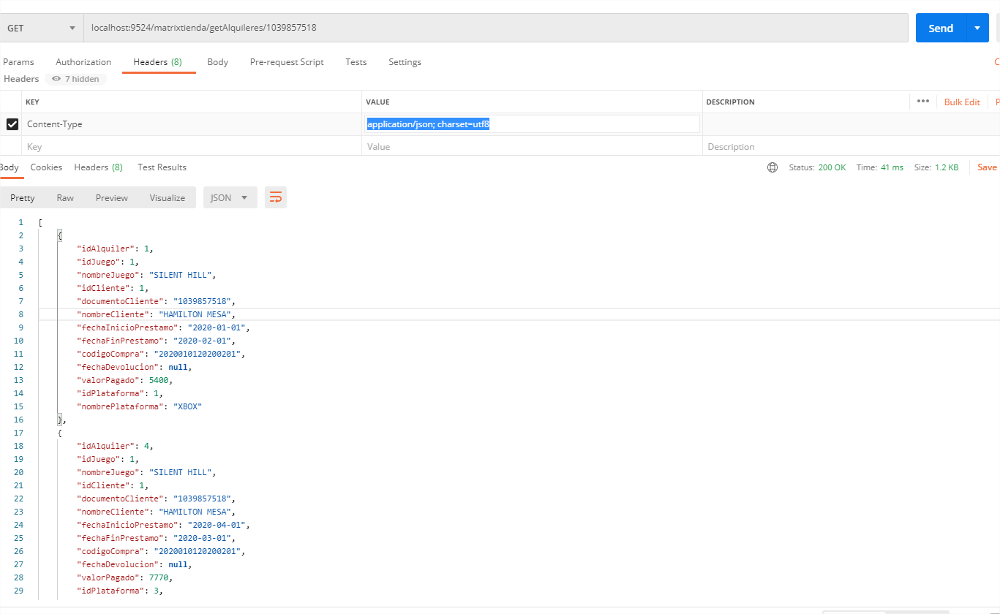 GET localhost:9524/matrixtienda/getAlquileres/1039857518 Send
Params Authorization Headers (8) Body Pre-request Script Tests Settings C
Headers 7 hidden
KEY VALUE DESCRIPTION ••• Bulk Edit P
Content-Type application/json; charset=utf8
Key Value Description
Body Cookies Headers (8) Test Results Status: 200 OK Time: 41 ms Size: 1.2 KB Save
Pretty Raw Preview Visualize JSON
1 [
2 {
3 "idAlquiler": 1,
4 "idJuego": 1,
5 "nombreJuego": "SILENT HILL",
6 "idCliente": 1,
7 "documentoCliente": "1039857518",
8 "nombreCliente": "HAMILTON MESA",
9 "fechaInicioPrestamo": "2020-01-01",
10 "fechaFinPrestamo": "2020-02-01",
11 "codigoCompra": "2020010120200201",
12 "fechaDevolucion": null,
13 "valorPagado": 5400,
14 "idPlataforma": 1,
15 "nombrePlataforma": "XBOX"
16 },
17 {
18 "idAlquiler": 4,
19 "idJuego": 1,
20 "nombreJuego": "SILENT HILL",
21 "idCliente": 1,
22 "documentoCliente": "1039857518",
23 "nombreCliente": "HAMILTON MESA",
24 "fechaInicioPrestamo": "2020-04-01",
25 "fechaFinPrestamo": "2020-03-01",
26 "codigoCompra": "2020010120200201",
27 "fechaDevolucion": null,
28 "valorPagado": 7770,
29 "idPlataforma": 3,